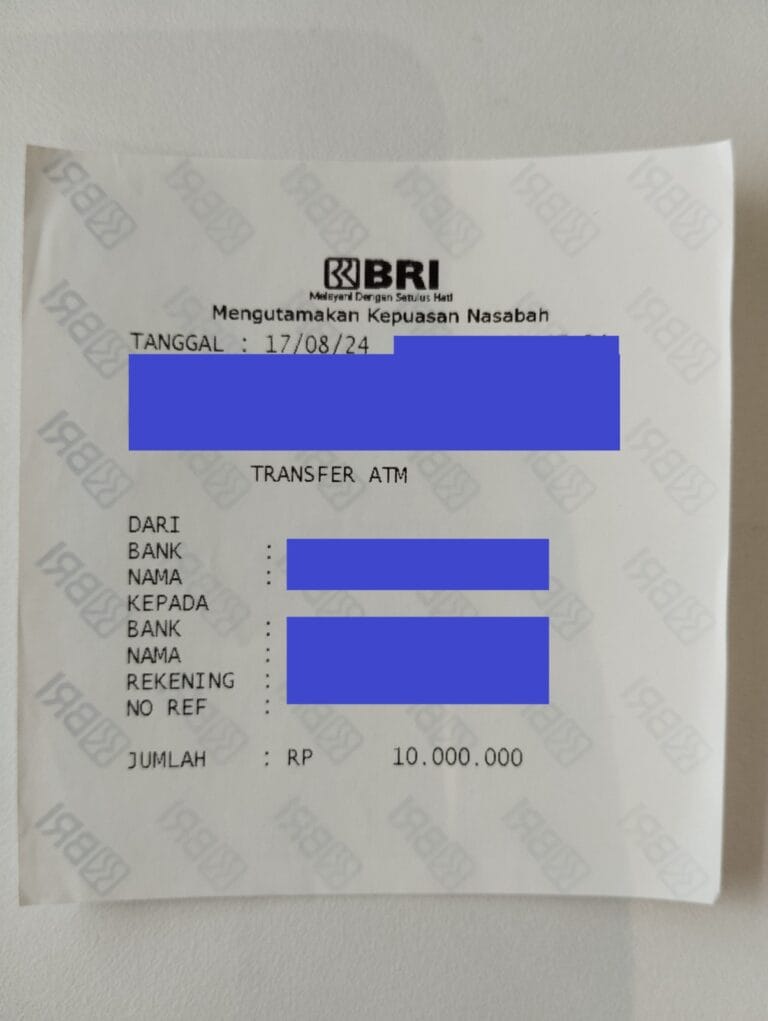 BRI
Melayani Dengan Setulus Hati
Mengutamakan Kepuasan Nasabah
TANGGAL : 17/08/24
TRANSFER ATM
DARI
BANK :
NAMA :
KEPADA
BANK :
NAMA :
REKENING :
NO REF :
JUMLAH : RP 10.000.000